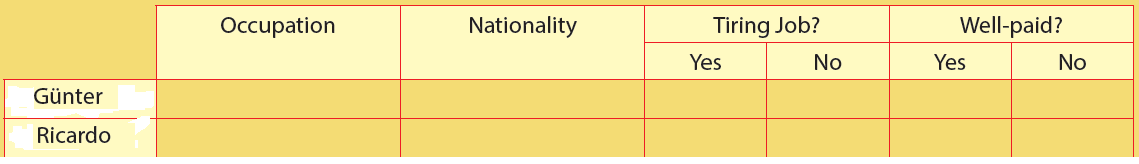 Occupation Nationality Tiring Job? Well-paid?
Yes No Yes No
Günter
Ricardo